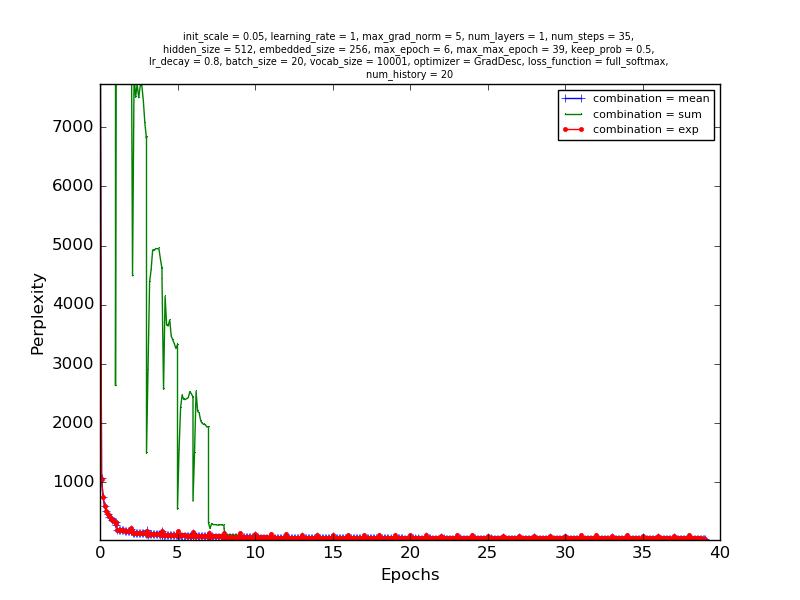 init_scale = 0.05, learning_rate = 1, max_grad_norm = 5, num_layers = 1, num_steps = 35,
hidden_size = 512, embedded_size = 256, max_epoch = 6, max_max_epoch = 39, keep_prob = 0.5,
lr_decay = 0.8, batch_size = 20, vocab_size = 10001, optimizer = GradDesc, loss_function = full_softmax,
num_history = 20
combination = mean
combination = sum
combination = exp
7000
6000
5000
4000
3000
2000
1000
Perplexity
0 5 10 15 20 25 30 35 40
Epochs